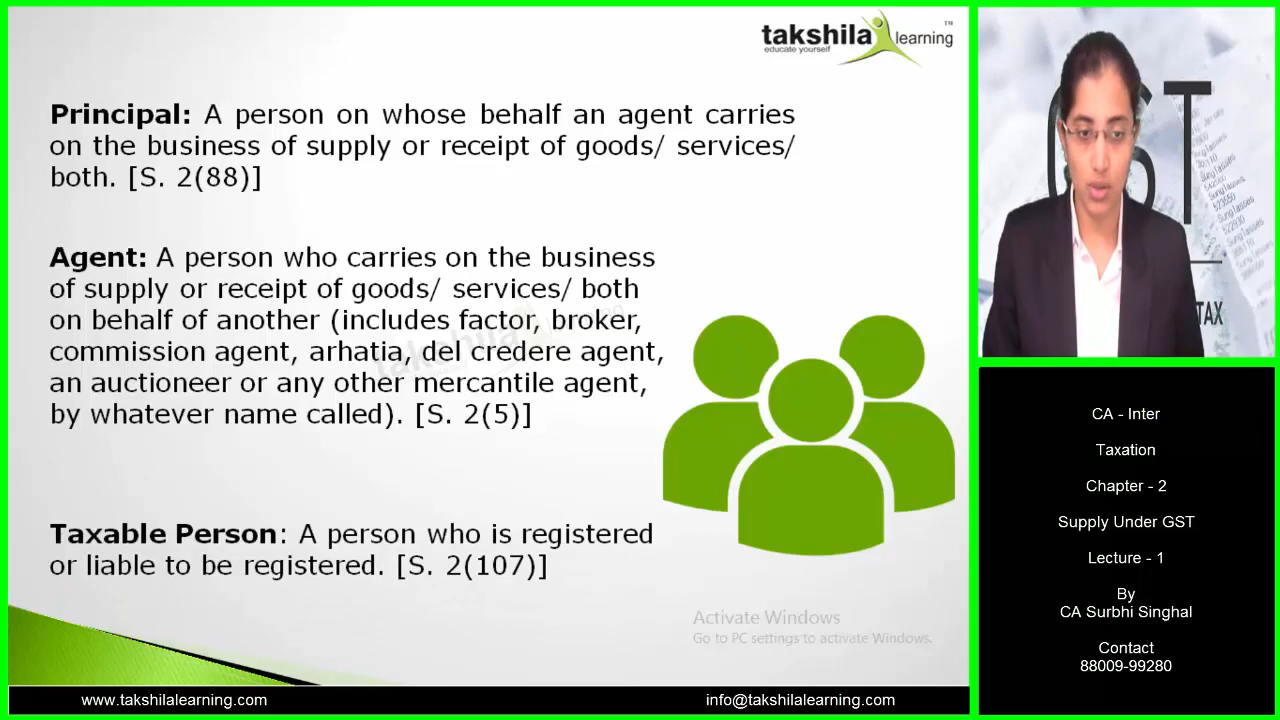 takshila learning ™
educate yourself
Principal: A person on whose behalf an agent carries
on the business of supply or receipt of goods/ services/
both. [S. 2(88)]
Agent: A person who carries on the business
of supply or receipt of goods/ services/ both
on behalf of another (includes factor, broker,
commission agent, arhatia, del credere agent,
an auctioneer or any other mercantile agent,
by whatever name called). [S. 2(5)]
Taxable Person: A person who is registered
or liable to be registered. [S. 2(107)]
Activate Windows
Go to PC settings to activate Windows.
www.takshilalearning.com
info@takshilalearning.com
GST
TAX
CA - Inter
Taxation
Chapter - 2
Supply Under GST
Lecture - 1
By
CA Surbhi Singhal
Contact
88009-99280